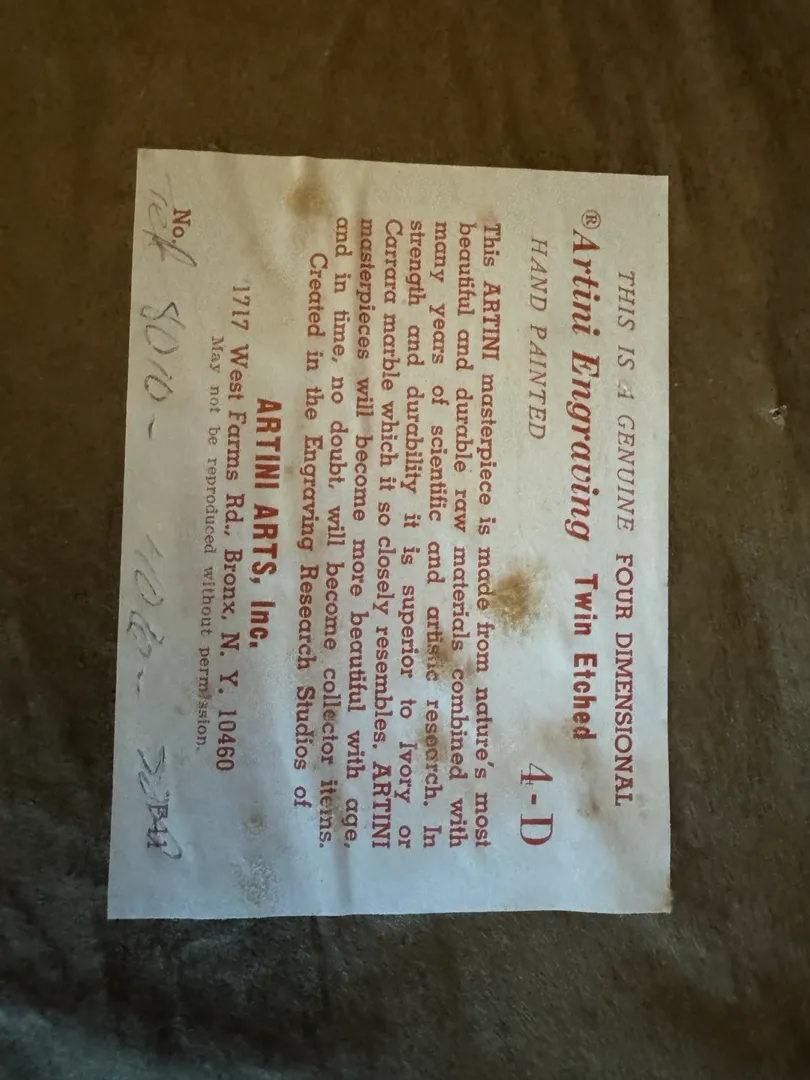 THIS IS A GENUINE FOUR DIMENSIONAL
®Artini Engraving Twin Etched
HAND PAINTED 4-D
This ARTINI masterpiece is made from nature's most
beautiful and durable raw materials combined with
many years of scientific and artistic research. In
strength and durability it is superior to Ivory or
Carrara marble which it so closely resembles. ARTINI
masterpieces will become more beautiful with age,
and in time, no doubt, will become collector items.
Created in the Engraving Research Studios of
ARTINI ARTS, Inc.
1717 West Farms Rd., Bronx, N. Y. 10460
May not be reproduced without permission.
No.